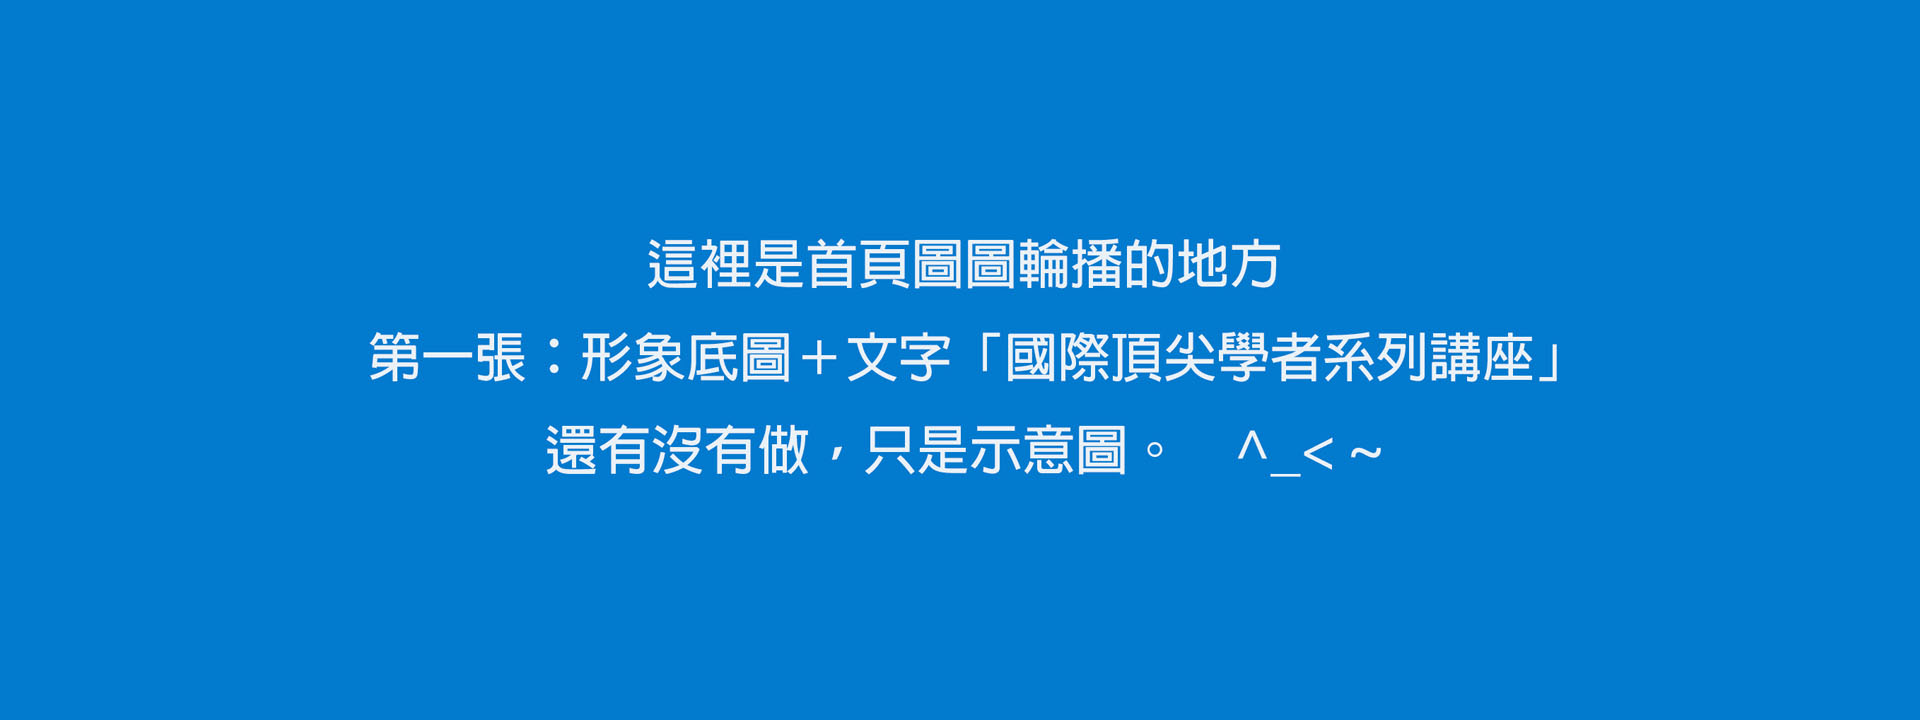 這裡是首頁圖圖輪播的地方
第一張：形象底圖＋文字「國際頂尖學者系列講座」
還有沒有做，只是示意圖。　^_<~